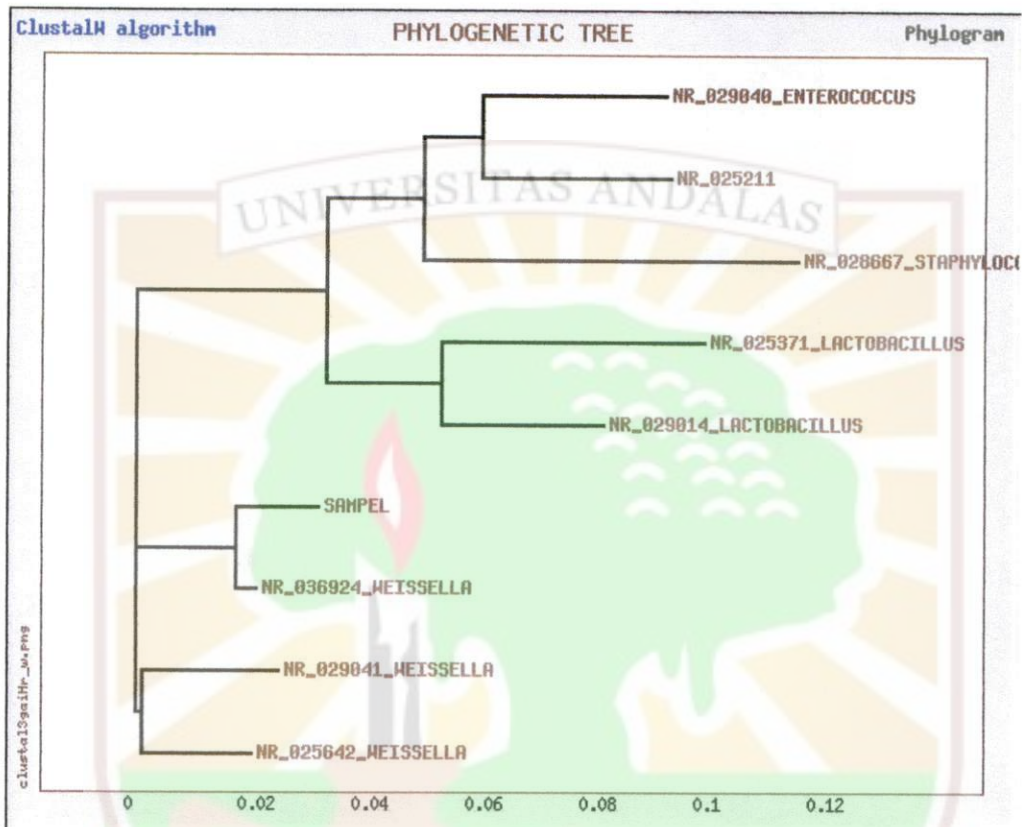 ClustalW algorithm
PHYLOGENETIC TREE
Phylogram
NR_029040_ENTEROCOCCUS
NR_025211
UNIVERSITAS ANDALAS
NR_028667_STAPHYLOC
NR_025371_LACTOBACILLUS
NR_029014_LACTOBACILLUS
SAMPEL
NR_036924_WEISSELLA
NR_029041_WEISSELLA
NR_025642_WEISSELLA
0 0.02 0.04 0.06 0.08 0.1 0.12